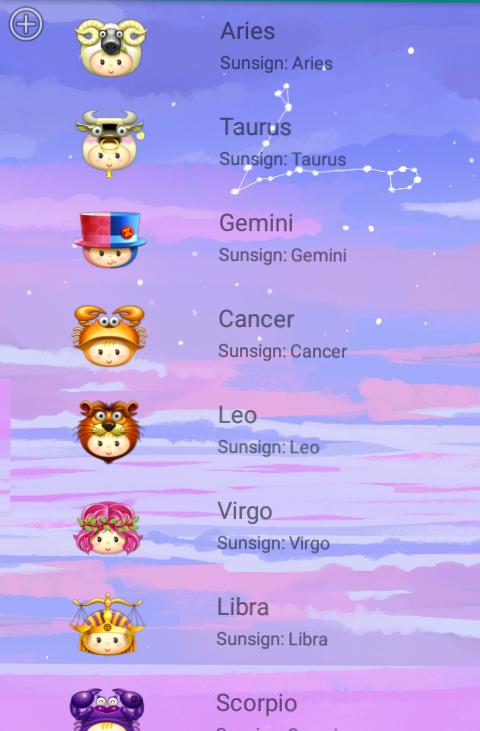 Aries
Sunsign: Aries
Taurus
Sunsign: Taurus
Gemini
Sunsign: Gemini
Cancer
Sunsign: Cancer
Leo
Sunsign: Leo
Virgo
Sunsign: Virgo
Libra
Sunsign: Libra
Scorpio